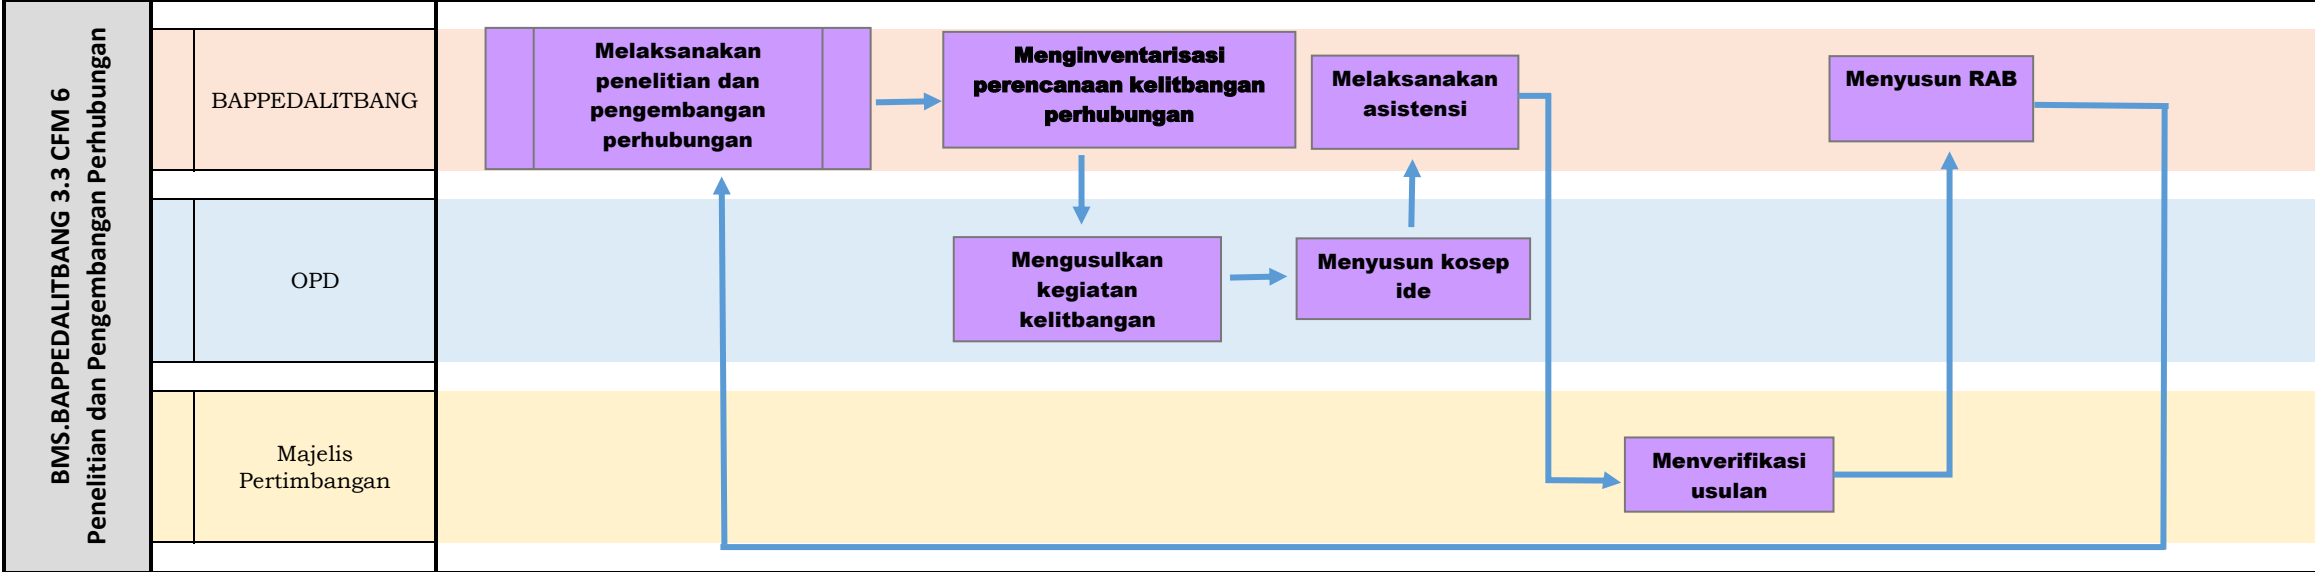 BMS.BAPPEDALITBANG 3.3 CFM 6
Penelitian dan Pengembangan Perhubungan
BAPPEDALITBANG
Melaksanakan
penelitian dan
pengembangan
perhubungan
Menginventarisasi
perencanaan kelitbangan
perhubungan
Melaksanakan
asistensi
Menyusun RAB
OPD
Mengusulkan
kegiatan
kelitbangan
Menyusun kosep
ide
Majelis
Pertimbangan
Menverifikasi
usulan